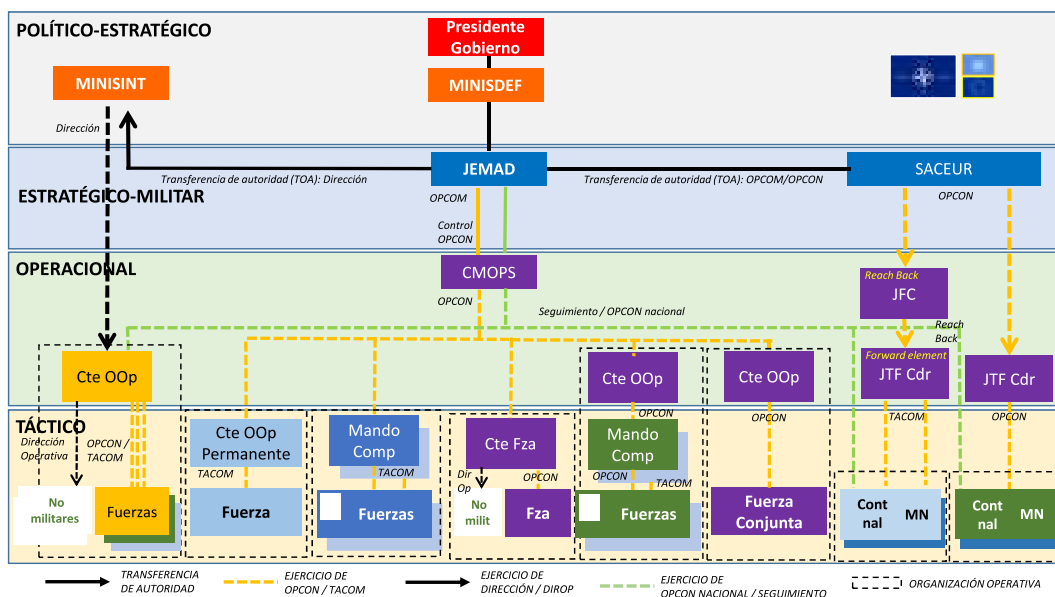 POLÍTICO-ESTRATÉGICO
Presidente
Gobierno
MINISINT
MINISDEF
Dirección
JEMAD
SACEUR
Transferencia de autoridad (TOA): Dirección
Transferencia de autoridad (TOA): OPCOM/OPCON
ESTRATÉGICO-MILITAR
OPCOM
OPCON
Control
OPCON
OPERACIONAL
CMOPS
Reach Back
JFC
OPCON
Seguimiento / OPCON nacional
Reach
Back
Cte OOp
Cte OOp
Cte OOp
Forward element
JTF Cdr
JTF Cdr
TÁCTICO
OPCON
OPCON
TACOM
OPCON
Dirección
Operativa
OPCON /
TACOM
Cte OOp
Permanente
TACOM
Mando
Comp
TACOM
Cte Fza
Dir
Op
OPCON
Mando
Comp
OPCON
TACOM
No
militares
Fuerzas
Fuerza
Fuerzas
No
milit
Fza
Fuerzas
Fuerza
Conjunta
Cont
nal
MN
Cont
nal
MN
TRANSFERENCIA
DE AUTORIDAD
EJERCICIO DE
OPCON / TACOM
EJERCICIO DE
DIRECCIÓN / DIROP
EJERCICIO DE
OPCON NACIONAL / SEGUIMIENTO
ORGANIZACIÓN OPERATIVA